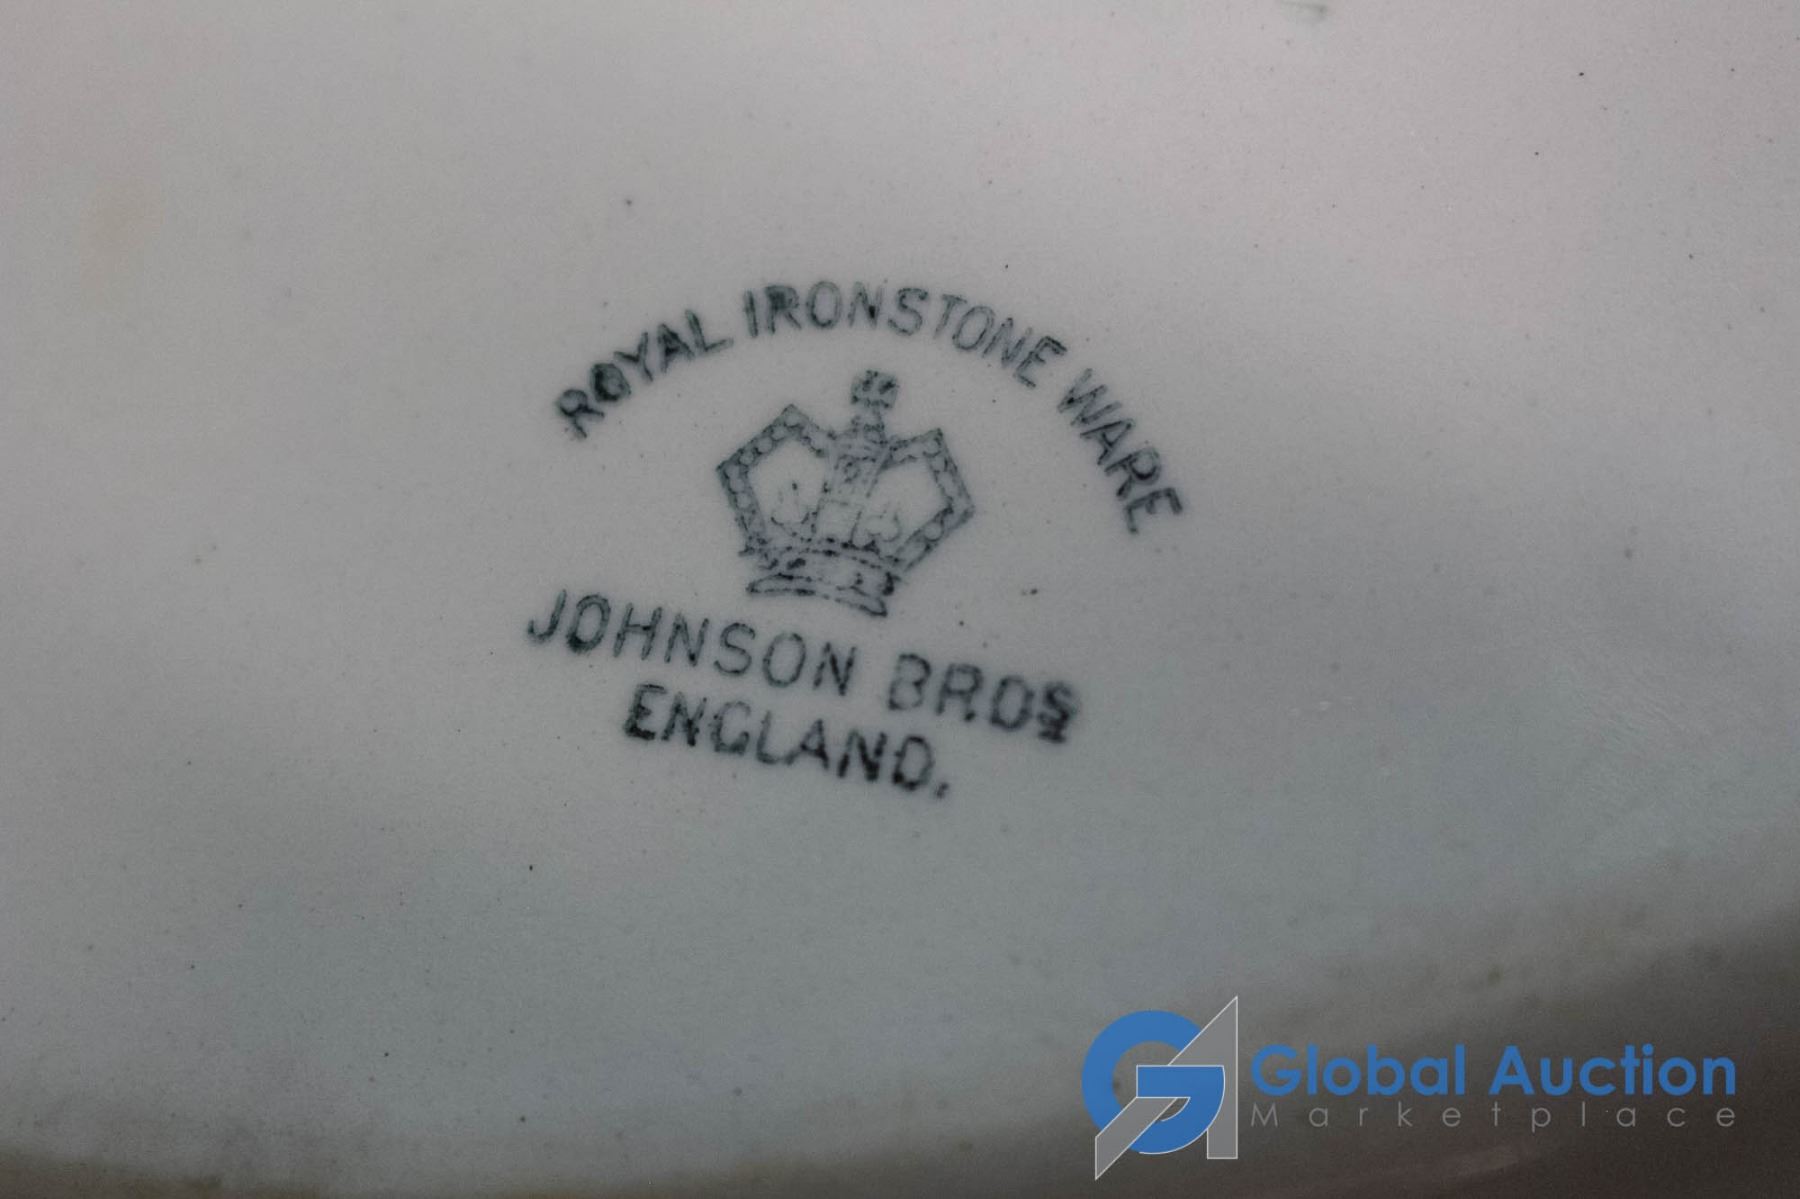 ROYAL IRONSTONE WARE
JOHNSON BROS
ENGLAND.
Global Auction
Marketplace